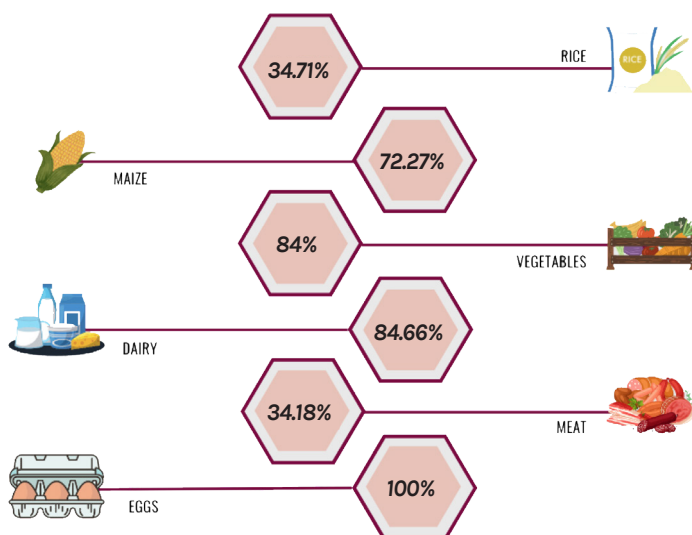 34.71%
RICE
RICE
72.27%
MAIZE
84%
VEGETABLES
84.66%
DAIRY
34.18%
MEAT
100%
EGGS